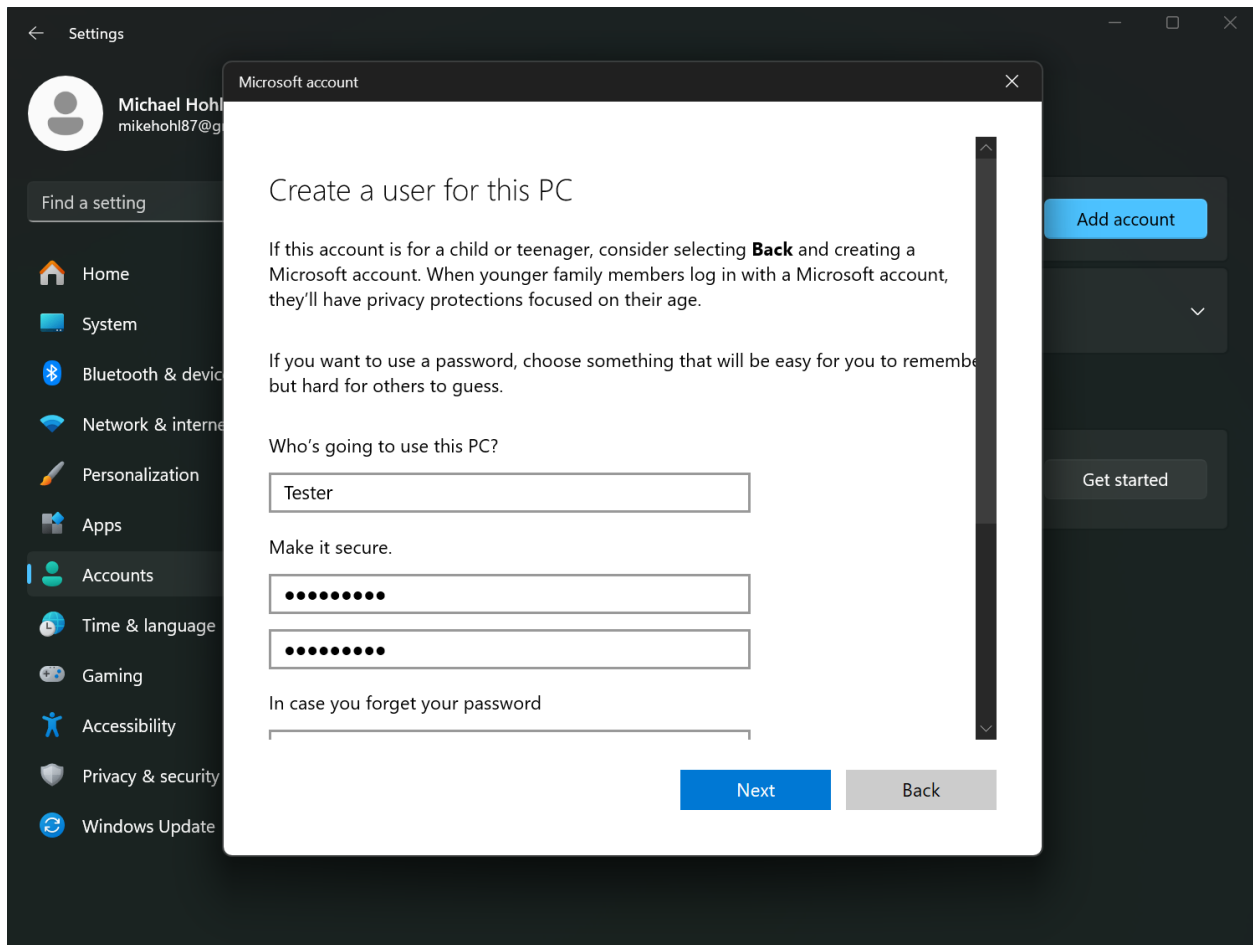 Settings
Michael Hohl
mikehohl87@g
Find a setting
Home
System
Bluetooth & devic
Network & interne
Personalization
Apps
Accounts
Time & language
Gaming
Accessibility
Privacy & security
Windows Update
Microsoft account
Create a user for this PC
If this account is for a child or teenager, consider selecting Back and creating a
Microsoft account. When younger family members log in with a Microsoft account,
they'll have privacy protections focused on their age.
If you want to use a password, choose something that will be easy for you to remembe
but hard for others to guess.
Who's going to use this PC?
Tester
Make it secure.
●●●●●●●●●
●●●●●●●●●
In case you forget your password
Next
Back
Add account
Get started